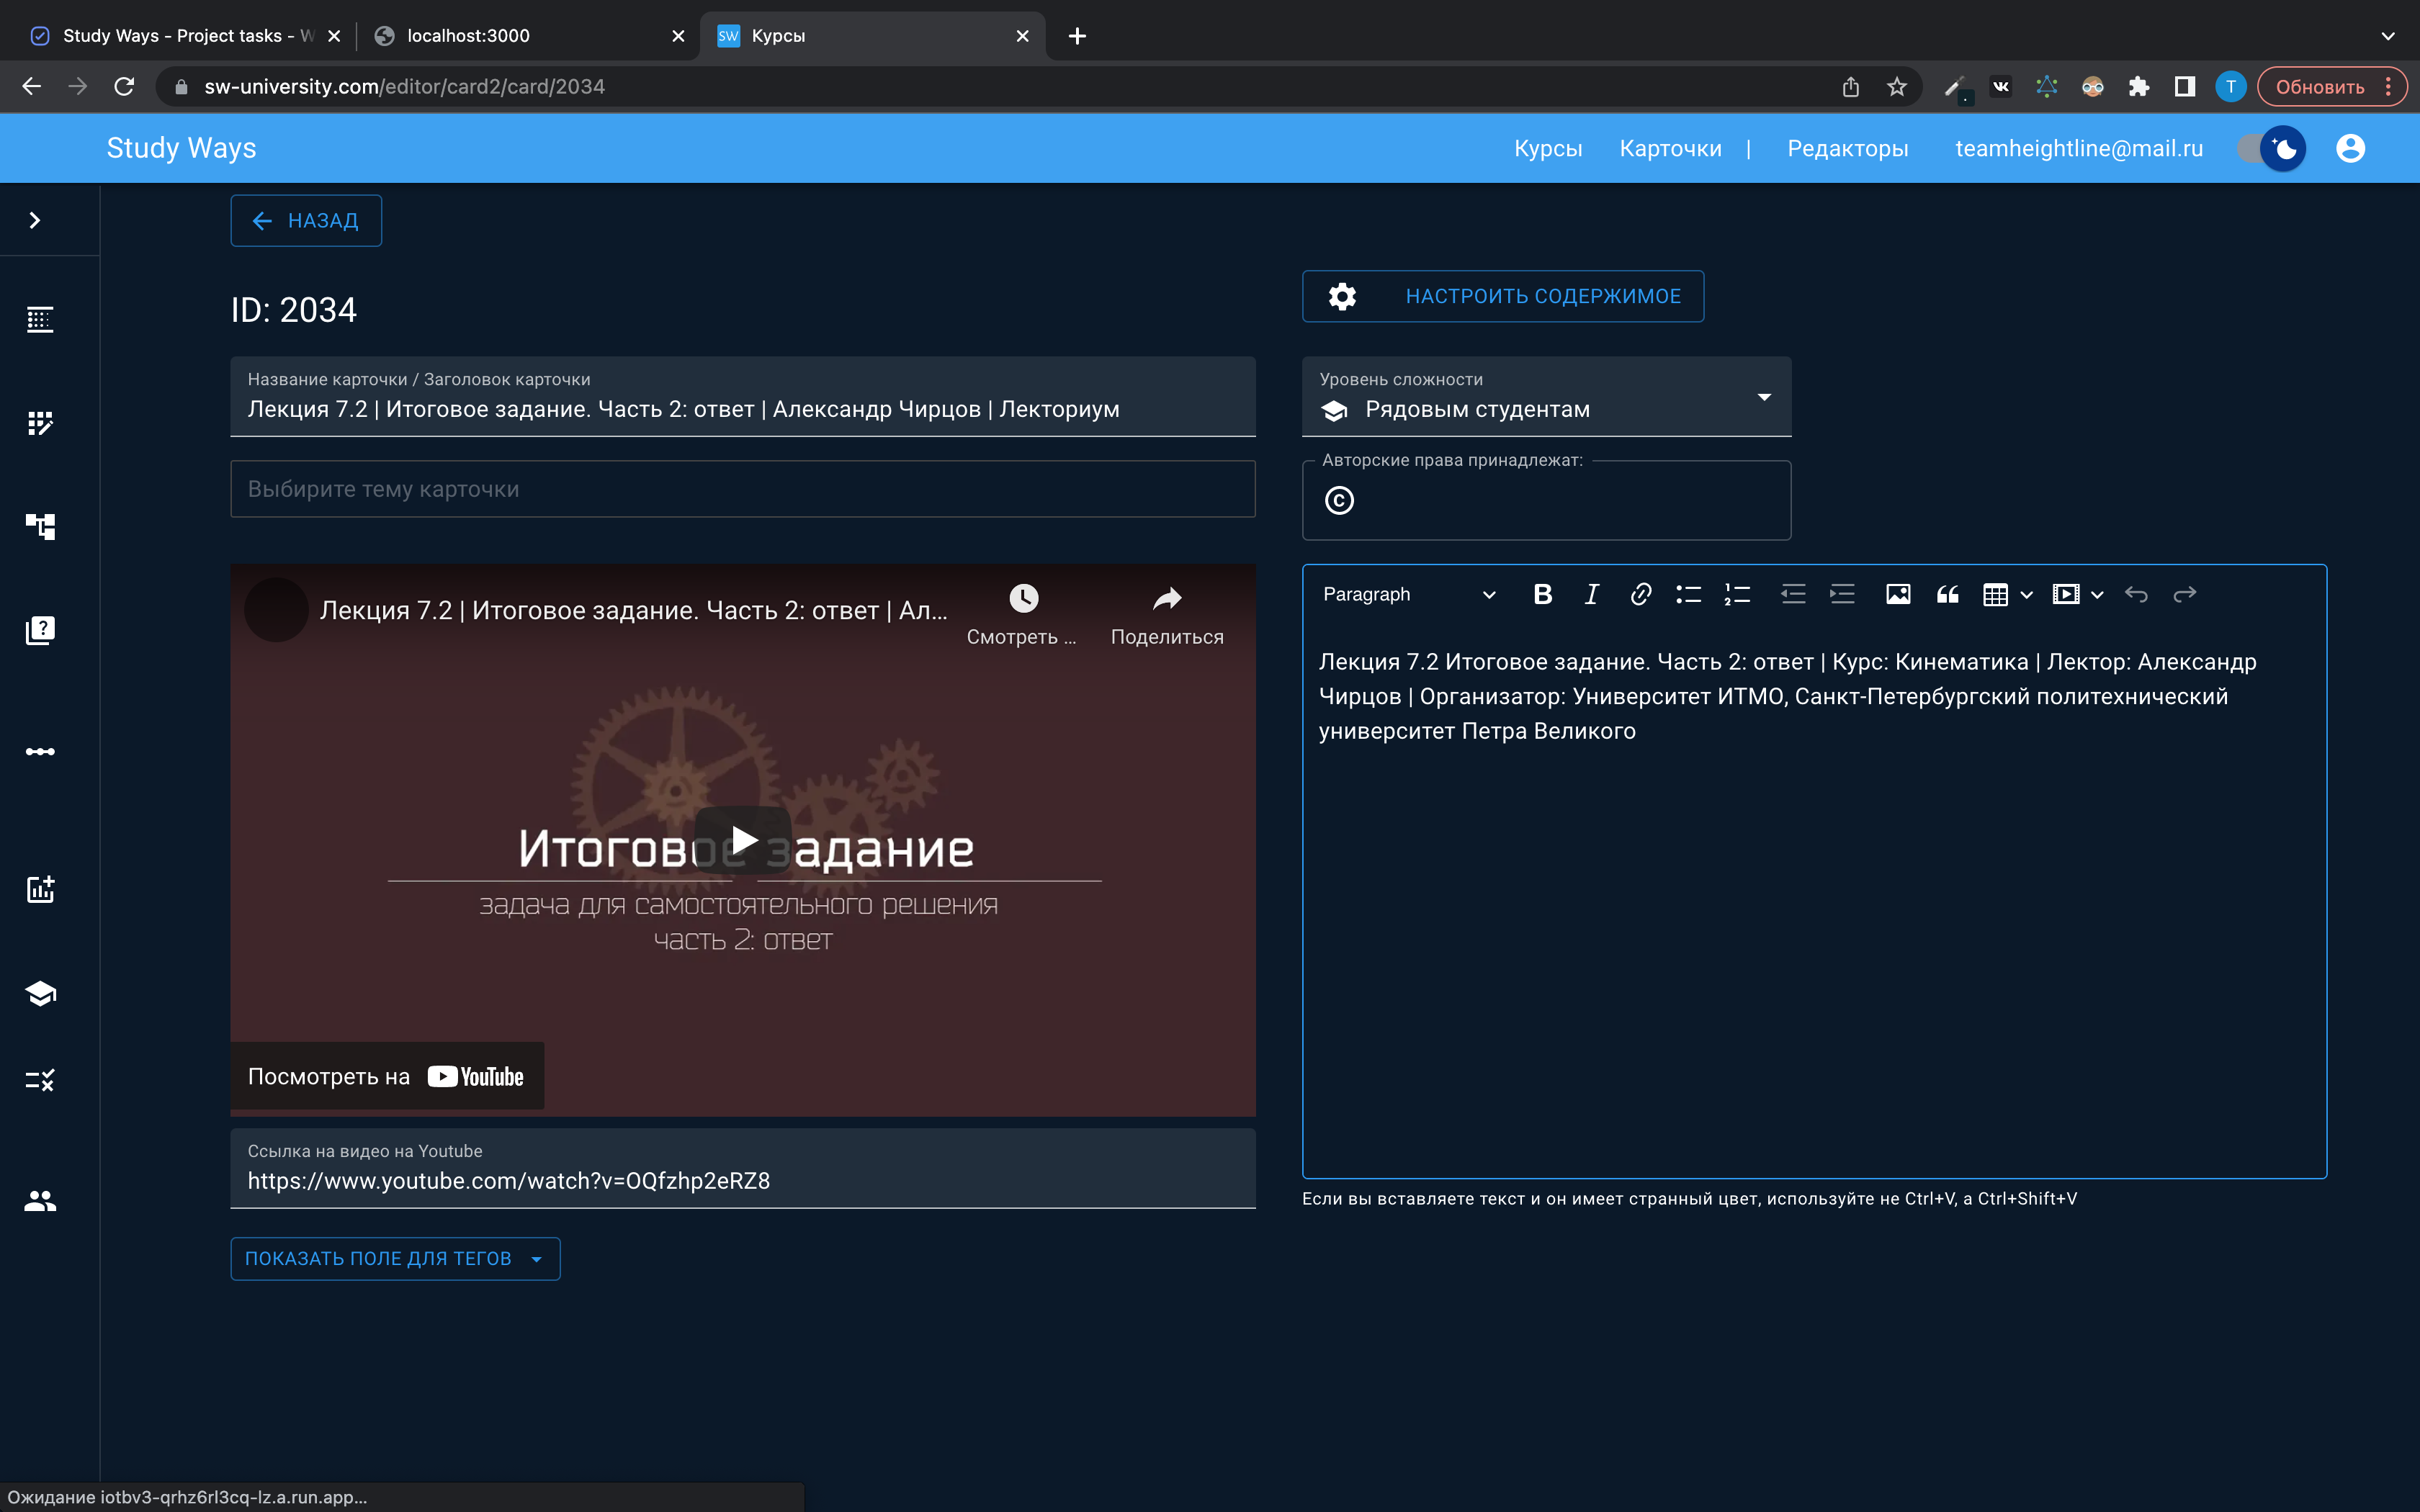 Study Ways - Project tasks - W
localhost:3000
SW Курсы
sw-university.com/editor/card2/card/2034
T
Обновить
Study Ways
Курсы
Карточки
|
Редакторы
teamheightline@mail.ru
НАЗАД
ID: 2034
НАСТРОИТЬ СОДЕРЖИМОЕ
Название карточки / Заголовок карточки
Лекция 7.2 | Итоговое задание. Часть 2: ответ | Александр Чирцов | Лекториум
Уровень сложности
Рядовым студентам
Выбирите тему карточки
Авторские права принадлежат:
Лекция 7.2 | Итоговое задание. Часть 2: ответ | Ал...
Смотреть ...
Поделиться
Итоговое задание
задача для самостоятельного решения
часть 2: ответ
Посмотреть на YouTube
Paragraph
Лекция 7.2 Итоговое задание. Часть 2: ответ | Курс: Кинематика | Лектор: Александр
Чирцов | Организатор: Университет ИТМО, Санкт-Петербургский политехнический
университет Петра Великого
Ссылка на видео на Youtube
https://www.youtube.com/watch?v=OQfzhp2eRZ8
Если вы вставляете текст и он имеет странный цвет, используйте не Ctrl+V, а Ctrl+Shift+V
ПОКАЗАТЬ ПОЛЕ ДЛЯ ТЕГОВ
Ожидание iotbv3-qrhz6rl3cq-lz.a.run.app...